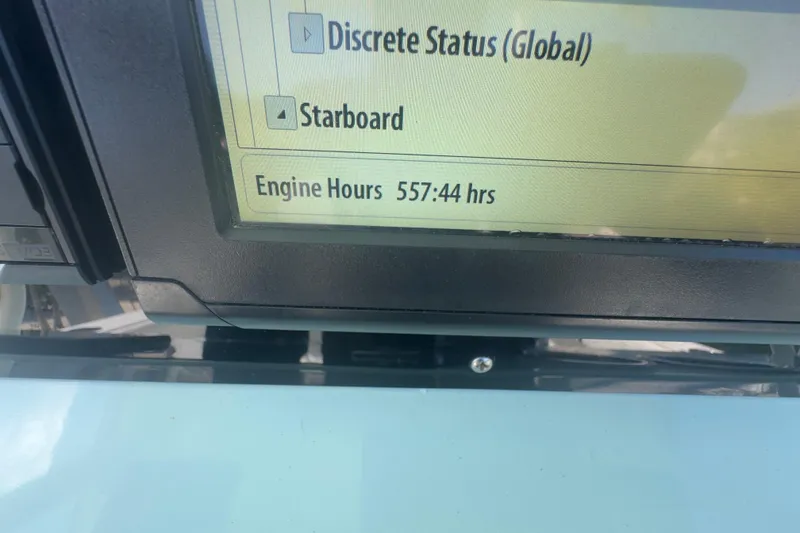 Discrete Status (Global)
Starboard
Engine Hours 557:44 hrs